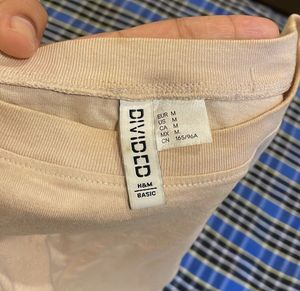 DIVIDED
H&M
BASIC
EUR M
US M
CA M
MX M
CN 165/96A